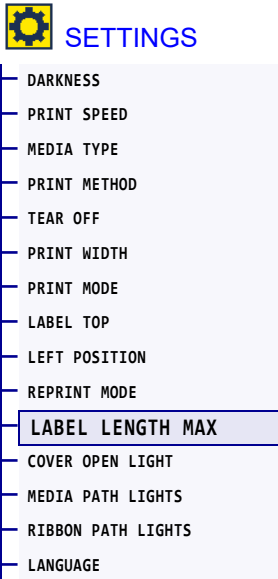 SETTINGS
DARKNESS
PRINT SPEED
MEDIA TYPE
PRINT METHOD
TEAR OFF
PRINT WIDTH
PRINT MODE
LABEL TOP
LEFT POSITION
REPRINT MODE
LABEL LENGTH MAX
COVER OPEN LIGHT
MEDIA PATH LIGHTS
RIBBON PATH LIGHTS
LANGUAGE